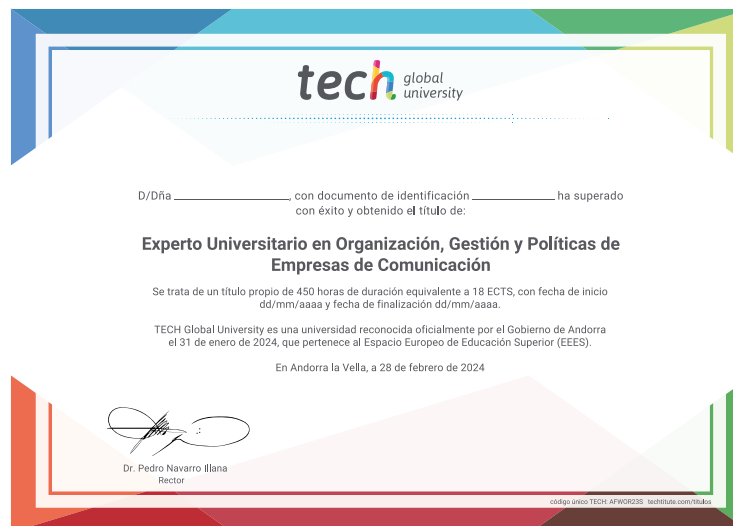 tech global university
D/Dña ____________, con documento de identificación ____________ ha superado
con éxito y obtenido el título de:
Experto Universitario en Organización, Gestión y Políticas de
Empresas de Comunicación
Se trata de un título propio de 450 horas de duración equivalente a 18 ECTS, con fecha de inicio
dd/mm/aaaa y fecha de finalización dd/mm/aaaa.
TECH Global University es una universidad reconocida oficialmente por el Gobierno de Andorra
el 31 de enero de 2024, que pertenece al Espacio Europeo de Educación Superior (EEES).
En Andorra la Vella, a 28 de febrero de 2024
Dr. Pedro Navarro Illana
Rector
código único TECH: AFWOR23S techtitute.com/titulos